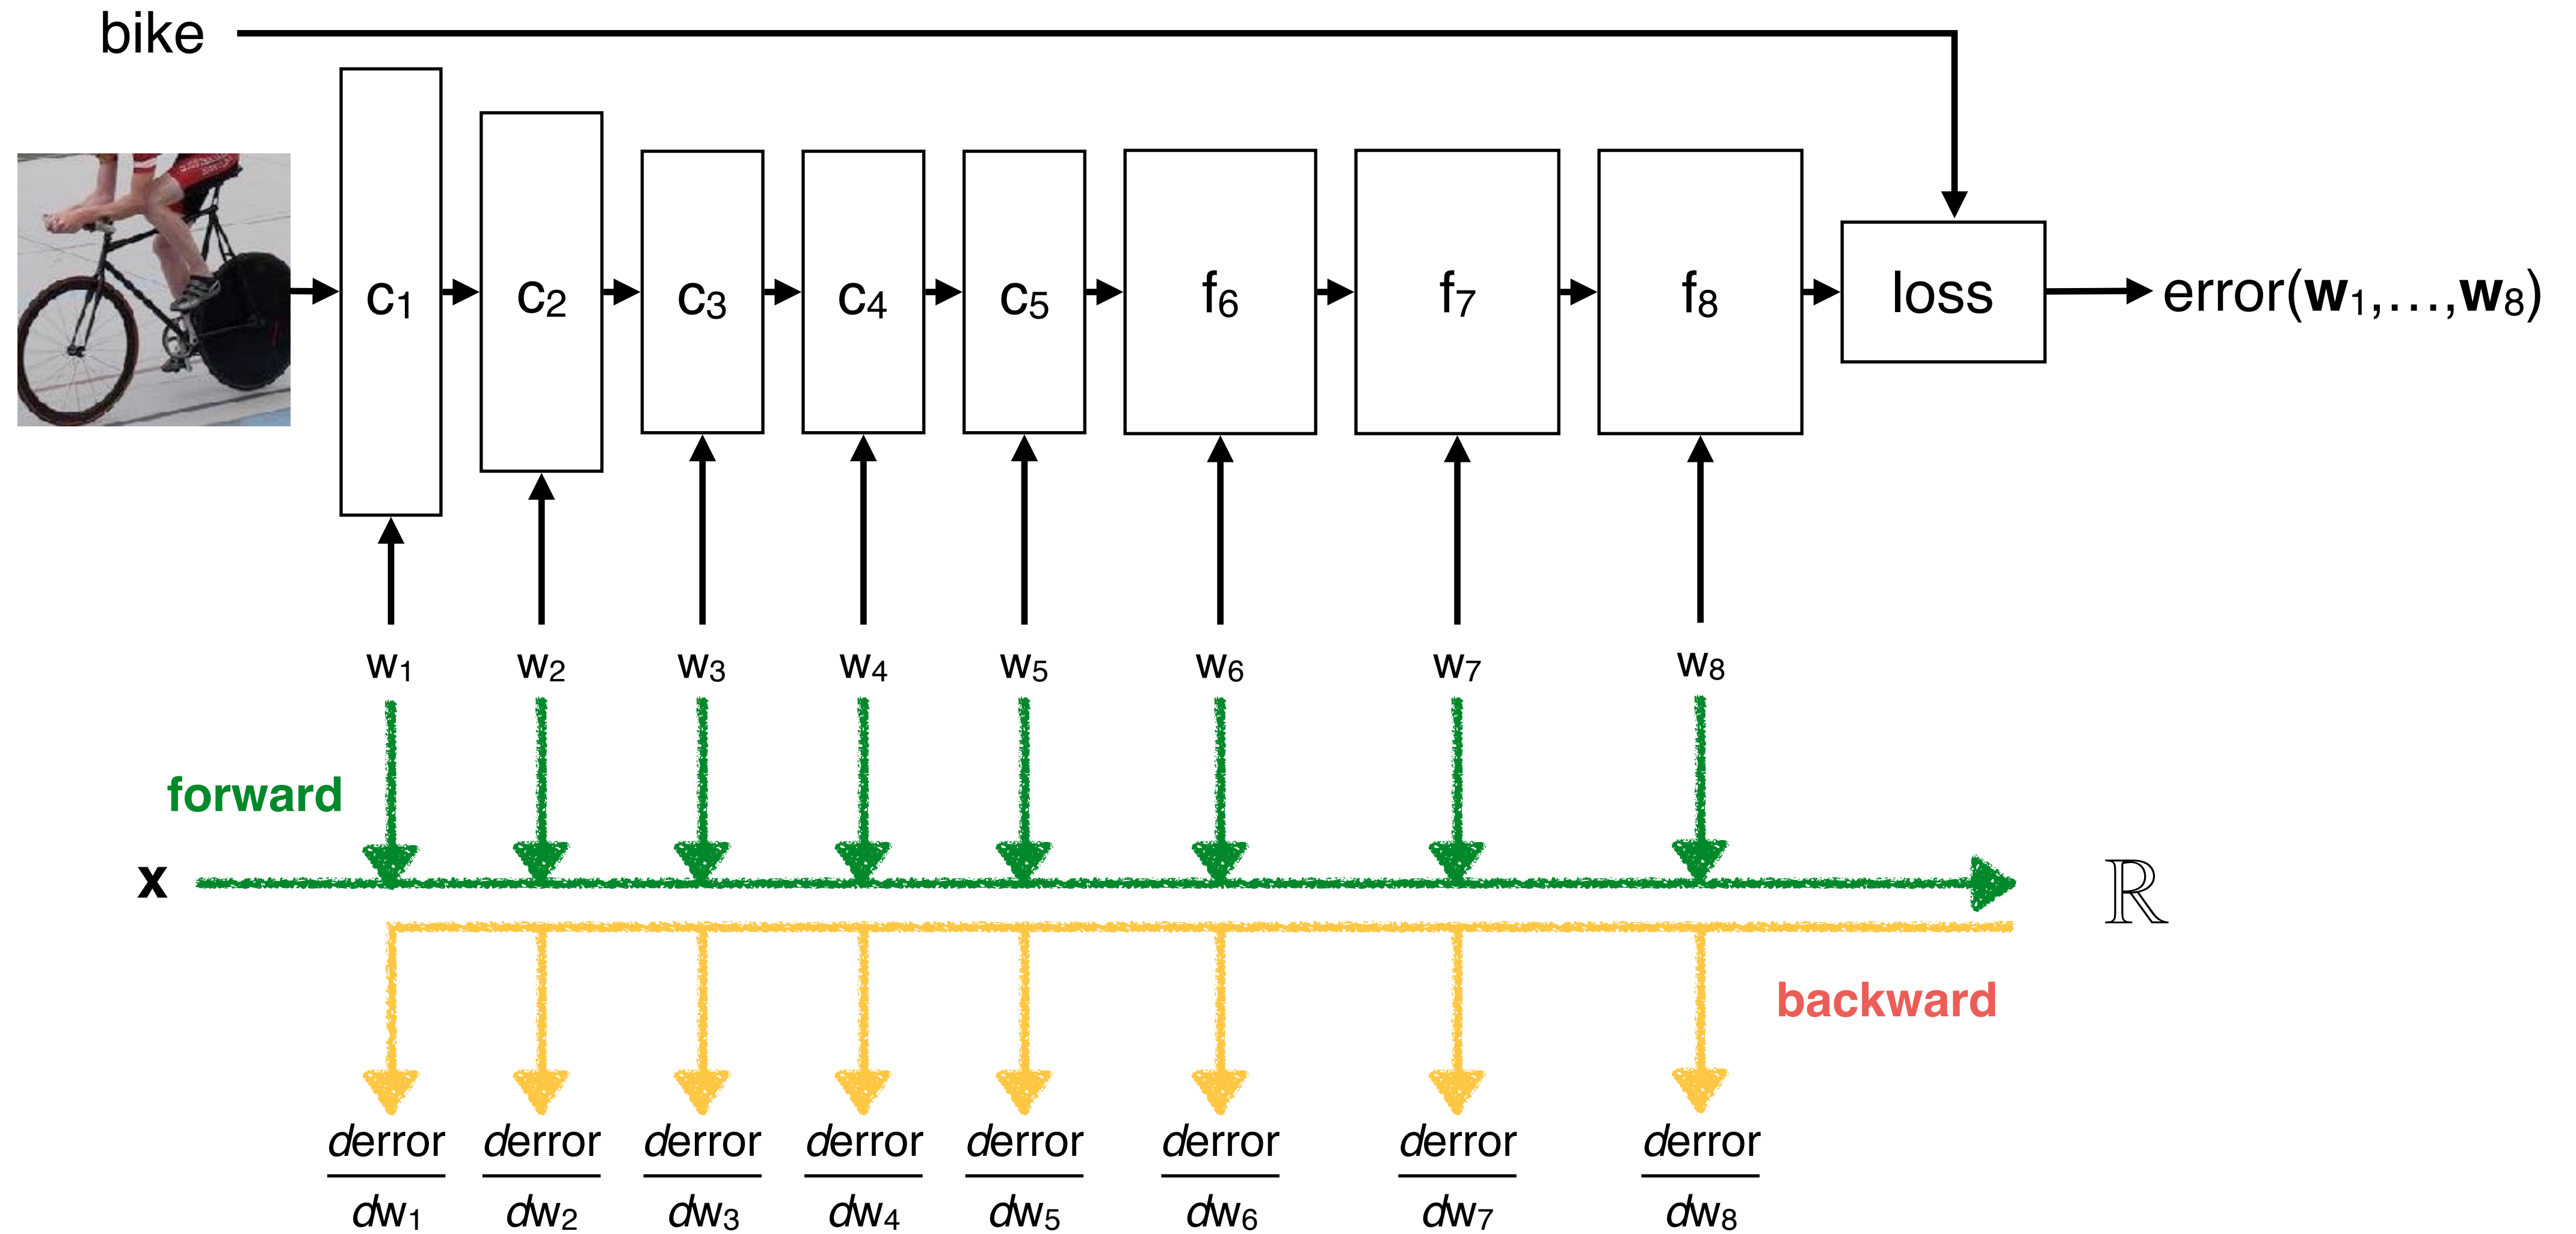 bike
c₁ c₂ c₃ c₄ c₅ f₆ f₇ f₈ loss error(w₁,...,w₈)
w₁ w₂ w₃ w₄ w₅ w₆ w₇ w₈
forward
x ℝ
backward
derror derror derror derror derror derror derror derror
dw₁ dw₂ dw₃ dw₄ dw₅ dw₆ dw₇ dw₈